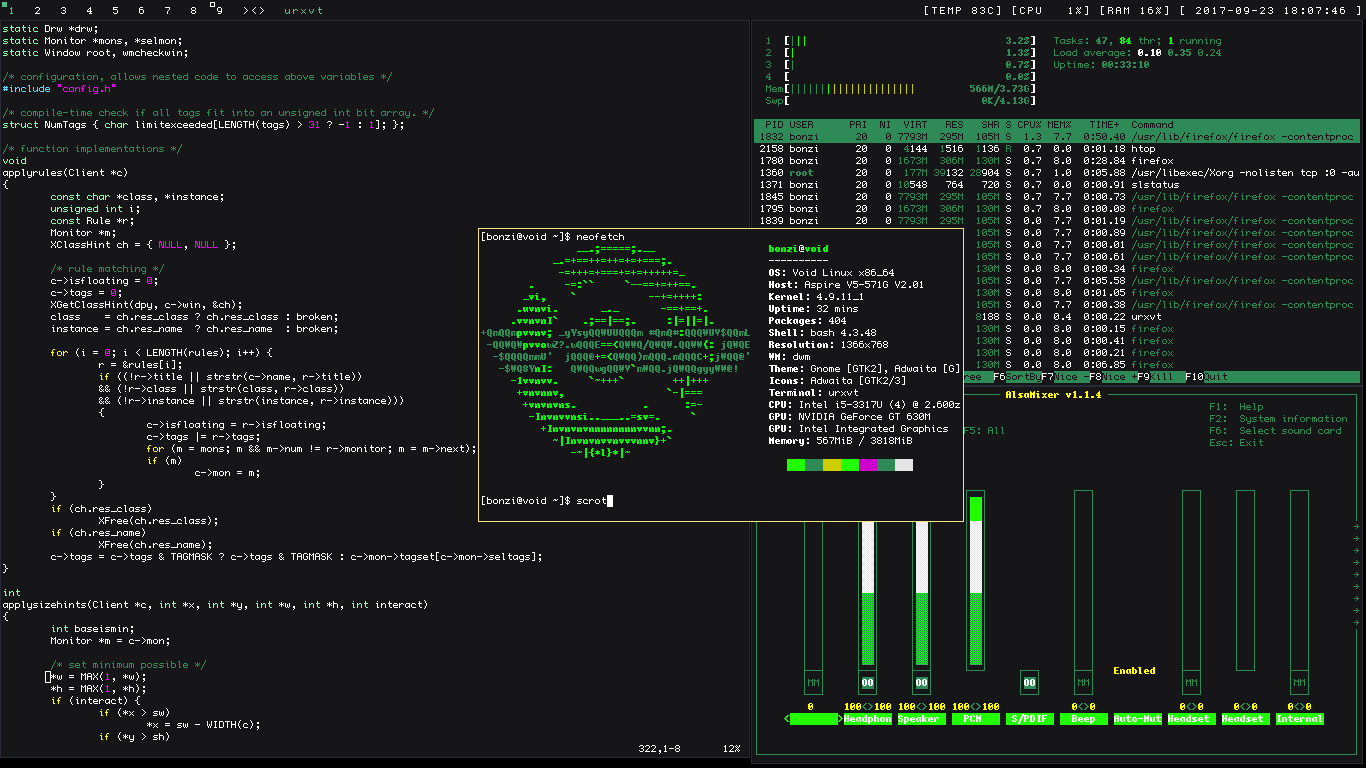 1 2 3 4 5 6 7 8 9 ><> urxvt [TEMP 83C] [CPU 1%] [RAM 16%] [ 2017-09-23 18:07:46 ]
static Drw *drw;
static Monitor *mons, *selmon;
static Window root, wmcheckwin;
/* configuration, allows nested code to access above variables */
#include "config.h"
/* compile-time check if all tags fit into an unsigned int bit array. */
struct NumTags { char limitexceeded[LENGTH(tags) > 31 ? -1 : 1]; };
/* function implementations */
void
applyrules(Client *c)
{
const char *class, *instance;
unsigned int i;
const Rule *r;
Monitor *m;
XClassHint ch = { NULL, NULL };
/* rule matching */
c->isfloating = 0;
c->tags = 0;
XGetClassHint(dpy, c->win, &ch);
class    = ch.res_class ? ch.res_class : broken;
instance = ch.res_name  ? ch.res_name  : broken;
for (i = 0; i < LENGTH(rules); i++) {
r = &rules[i];
if ((!r->title || strstr(c->name, r->title))
&& (!r->class || strstr(class, r->class))
&& (!r->instance || strstr(instance, r->instance)))
{
c->isfloating = r->isfloating;
c->tags |= r->tags;
for (m = mons; m && m->num != r->monitor; m = m->next);
if (m)
c->mon = m;
}
}
if (ch.res_class)
XFree(ch.res_class);
if (ch.res_name)
XFree(ch.res_name);
c->tags = c->tags & TAGMASK ? c->tags & TAGMASK : c->mon->tagset[c->mon->seltags];
}
int
applysizehints(Client *c, int *x, int *y, int *w, int *h, int interact)
{
int baseismin;
Monitor *m = c->mon;
/* set minimum possible */
*w = MAX(1, *w);
*h = MAX(1, *h);
if (interact) {
if (*x > sw)
*x = sw - WIDTH(c);
if (*y > sh)
322,1-8 12%
1 [||| 3.2%] Tasks: 47, 84 thr; 1 running
2 [| 1.3%] Load average: 0.10 0.35 0.24
3 [| 0.7%] Uptime: 00:33:10
4 [ 0.0%]
Mem[||||||||||||||||||||| 566M/3.73G]
Swp[ 0K/4.13G]
PID USER PRI NI VIRT RES SHR S CPU% MEM% TIME+ Command
1832 bonzi 20 0 7793M 295M 105M S 1.3 7.7 0:50.40 /usr/lib/firefox/firefox -contentproc
2158 bonzi 20 0 4144 1516 1136 R 0.7 0.0 0:01.18 htop
1780 bonzi 20 0 1673M 306M 130M S 0.7 8.0 0:28.84 firefox
1360 root 20 0 177M 39132 28904 S 0.7 1.0 0:05.88 /usr/libexec/Xorg -nolisten tcp :0 -au
1371 bonzi 20 0 10548 764 720 S 0.7 0.0 0:00.91 slstatus
1845 bonzi 20 0 7793M 295M 105M S 0.7 7.7 0:00.73 /usr/lib/firefox/firefox -contentproc
1795 bonzi 20 0 1673M 306M 130M S 0.7 8.0 0:00.08 firefox
1839 bonzi 20 0 7793M 295M 105M S 0.7 7.7 0:01.19 /usr/lib/firefox/firefox -contentproc
105M S 0.0 7.7 0:00.89 /usr/lib/firefox/firefox -contentproc
105M S 0.0 7.7 0:00.01 /usr/lib/firefox/firefox -contentproc
105M S 0.0 7.7 0:00.61 /usr/lib/firefox/firefox -contentproc
130M S 0.0 8.0 0:00.34 firefox
105M S 0.0 7.7 0:00.58 /usr/lib/firefox/firefox -contentproc
130M S 0.0 8.0 0:01.05 firefox
105M S 0.0 7.7 0:00.38 /usr/lib/firefox/firefox -contentproc
8188 S 0.0 0.4 0:00.22 urxvt
130M S 0.0 8.0 0:00.15 firefox
130M S 0.0 8.0 0:00.41 firefox
130M S 0.0 8.0 0:00.21 firefox
130M S 0.0 8.0 0:06.85 firefox
ree F6SortByF7Nice -F8Nice +F9Kill F10Quit
[bonzi@void ~]$ neofetch
bonzi@void
----------
OS: Void Linux x86_64
Host: Aspire V5-571G V2.01
Kernel: 4.9.11_1
Uptime: 32 mins
Packages: 404
Shell: bash 4.3.48
Resolution: 1366x768
WM: dwm
Theme: Gnome [GTK2], Adwaita [G]
Icons: Adwaita [GTK2/3]
Terminal: urxvt
CPU: Intel i5-3317U (4) @ 2.600z
GPU: NVIDIA GeForce GT 630M
GPU: Intel Integrated Graphics
Memory: 567MiB / 3818MiB
[bonzi@void ~]$ scrot
AlsaMixer v1.1.4
F1: Help
F2: System information
F5: All F6: Select sound card
Esc: Exit
Enabled
MM OO OO OO MM MM MM
0 100<>100 100<>100 100<>100 0<>0 0<>0 0<>0 0<>0
< >Headphon Speaker PCM S/PDIF Beep Auto-Mut Headset Headset Internal